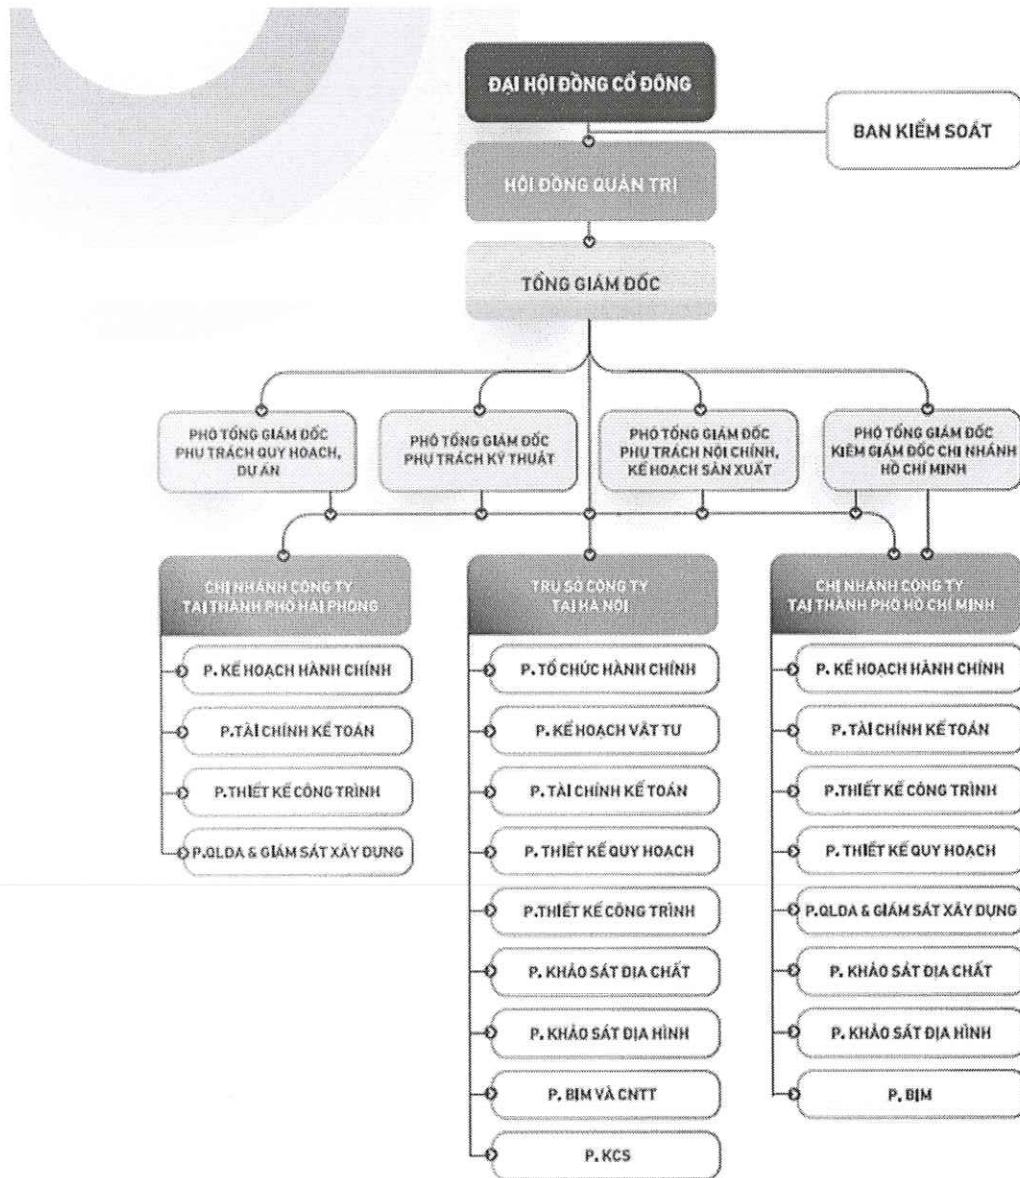 ĐẠI HỘI ĐỒNG CỔ ĐÔNG
BAN KIỂM SOÁT
HỘI ĐỒNG QUẢN TRỊ
TỔNG GIÁM ĐỐC
PHÓ TỔNG GIÁM ĐỐC
PHỤ TRÁCH QUY HOẠCH,
DỰ ÁN
PHÓ TỔNG GIÁM ĐỐC
PHỤ TRÁCH KỸ THUẬT
PHÓ TỔNG GIÁM ĐỐC
PHỤ TRÁCH NỘI CHÍNH,
KẾ HOẠCH SẢN XUẤT
PHÓ TỔNG GIÁM ĐỐC
KIÊM GIÁM ĐỐC CHI NHÁNH
HỒ CHÍ MINH
CHI NHÁNH CÔNG TY
TẠI THÀNH PHỐ HẢI PHÒNG
P. KẾ HOẠCH HÀNH CHÍNH
P.TÀI CHÍNH KẾ TOÁN
P.THIẾT KẾ CÔNG TRÌNH
P.QLDA & GIÁM SÁT XÂY DỰNG
TRỤ SỞ CÔNG TY
TẠI HÀ NỘI
P. TỔ CHỨC HÀNH CHÍNH
P. KẾ HOẠCH VẬT TƯ
P. TÀI CHÍNH KẾ TOÁN
P. THIẾT KẾ QUY HOẠCH
P.THIẾT KẾ CÔNG TRÌNH
P. KHẢO SÁT ĐỊA CHẤT
P. KHẢO SÁT ĐỊA HÌNH
P. BIM VÀ CNTT
P. KCS
CHI NHÁNH CÔNG TY
TẠI THÀNH PHỐ HỒ CHÍ MINH
P. KẾ HOẠCH HÀNH CHÍNH
P.TÀI CHÍNH KẾ TOÁN
P.THIẾT KẾ CÔNG TRÌNH
P. THIẾT KẾ QUY HOẠCH
P.QLDA & GIÁM SÁT XÂY DỰNG
P. KHẢO SÁT ĐỊA CHẤT
P. KHẢO SÁT ĐỊA HÌNH
P. BIM